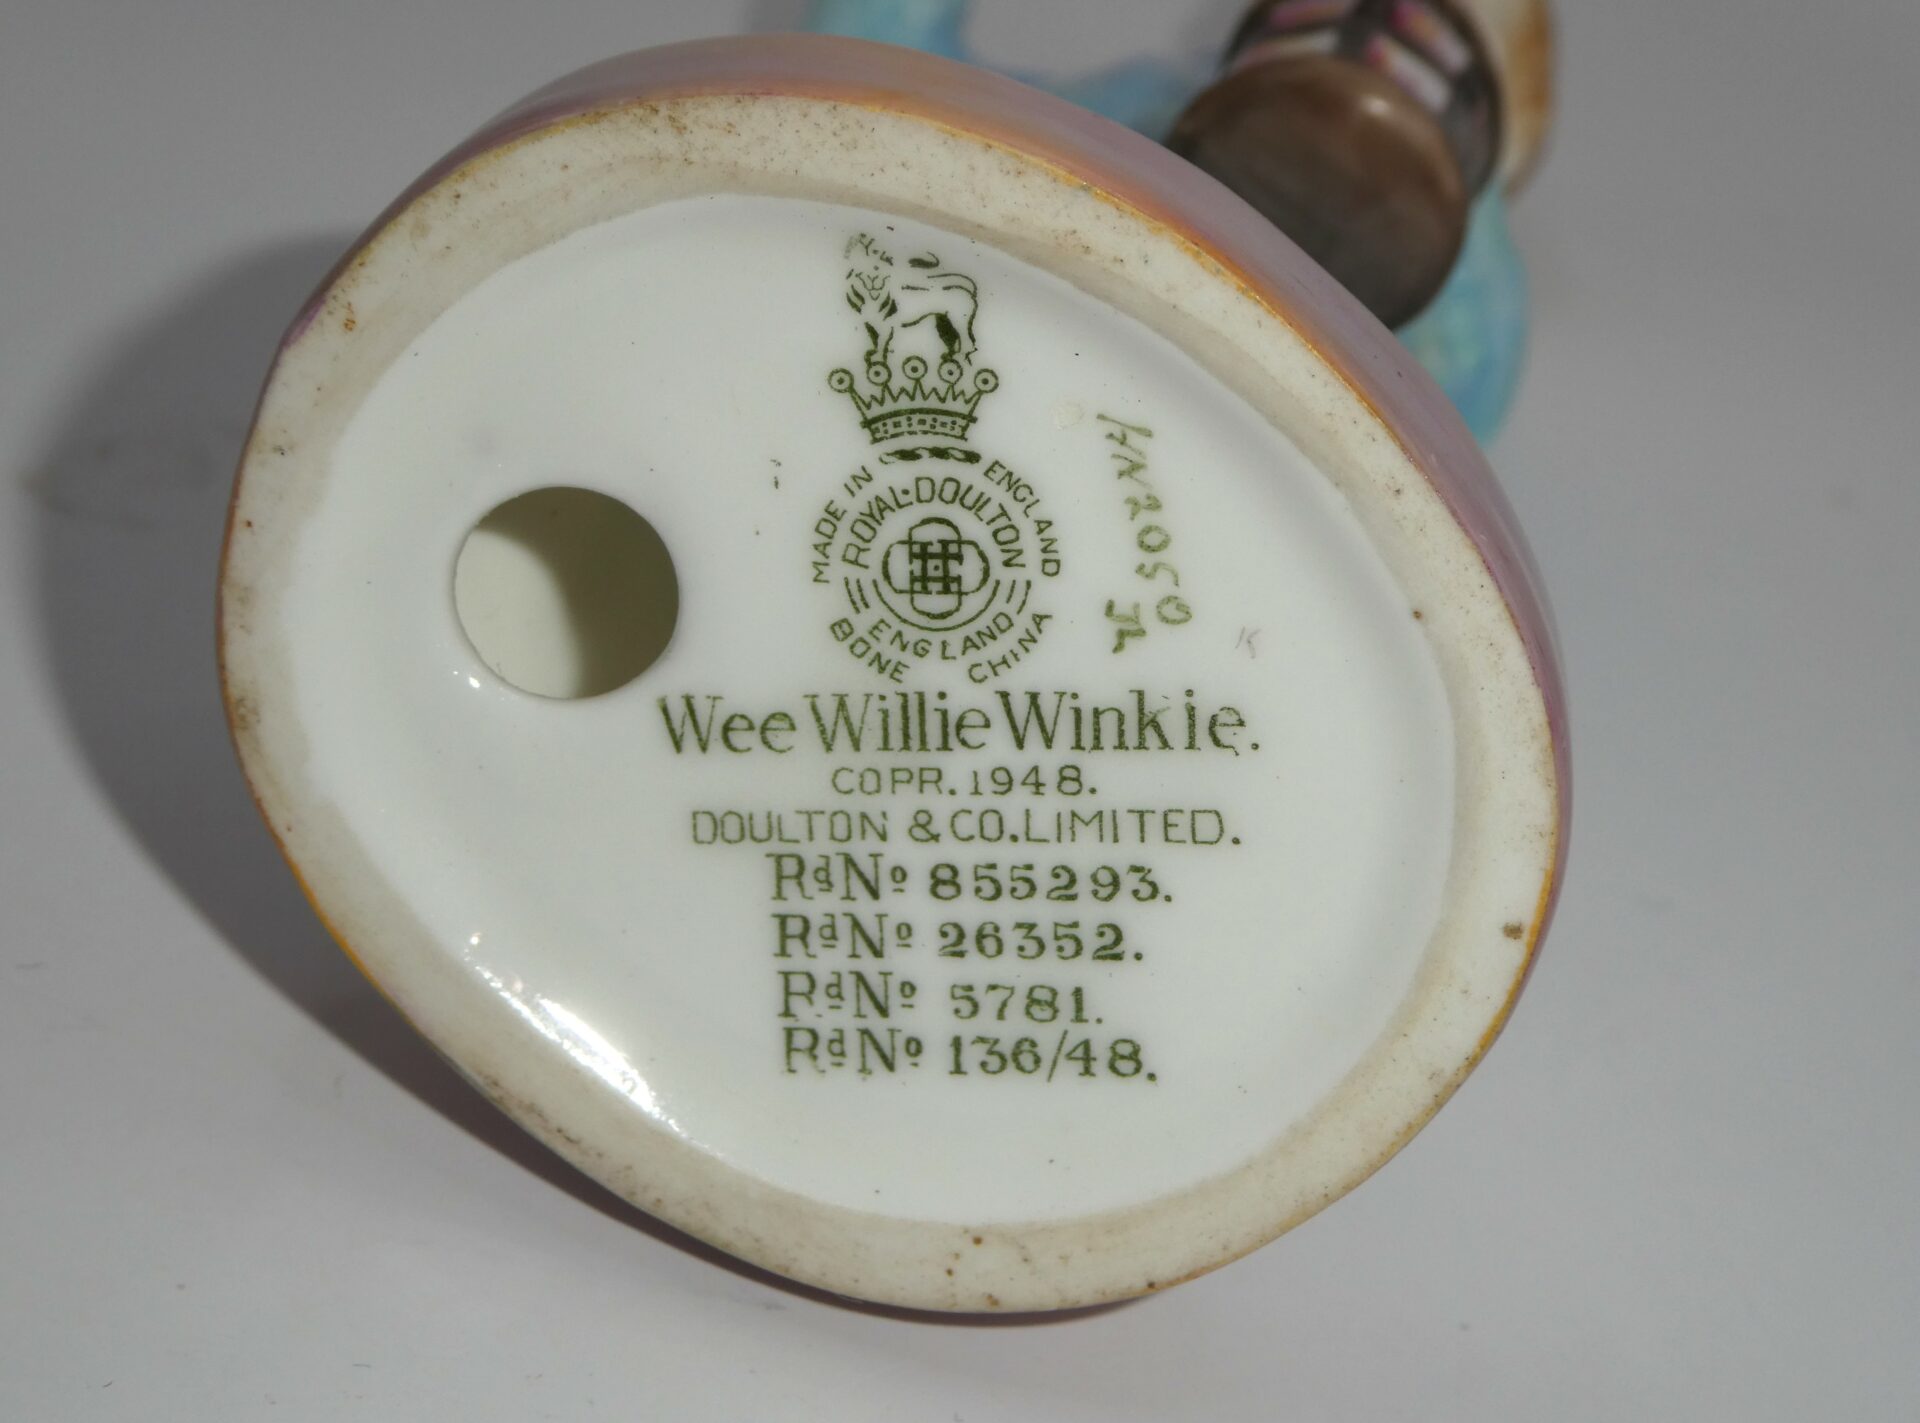 MADE IN ENGLAND
ROYAL·DOULTON
ENGLAND
BONE CHINA
HN2050
Wee Willie Winkie.
COPR. 1948.
DOULTON & CO. LIMITED.
Rd No 855293.
Rd No 26352.
Rd No 5781.
Rd No 136/48.